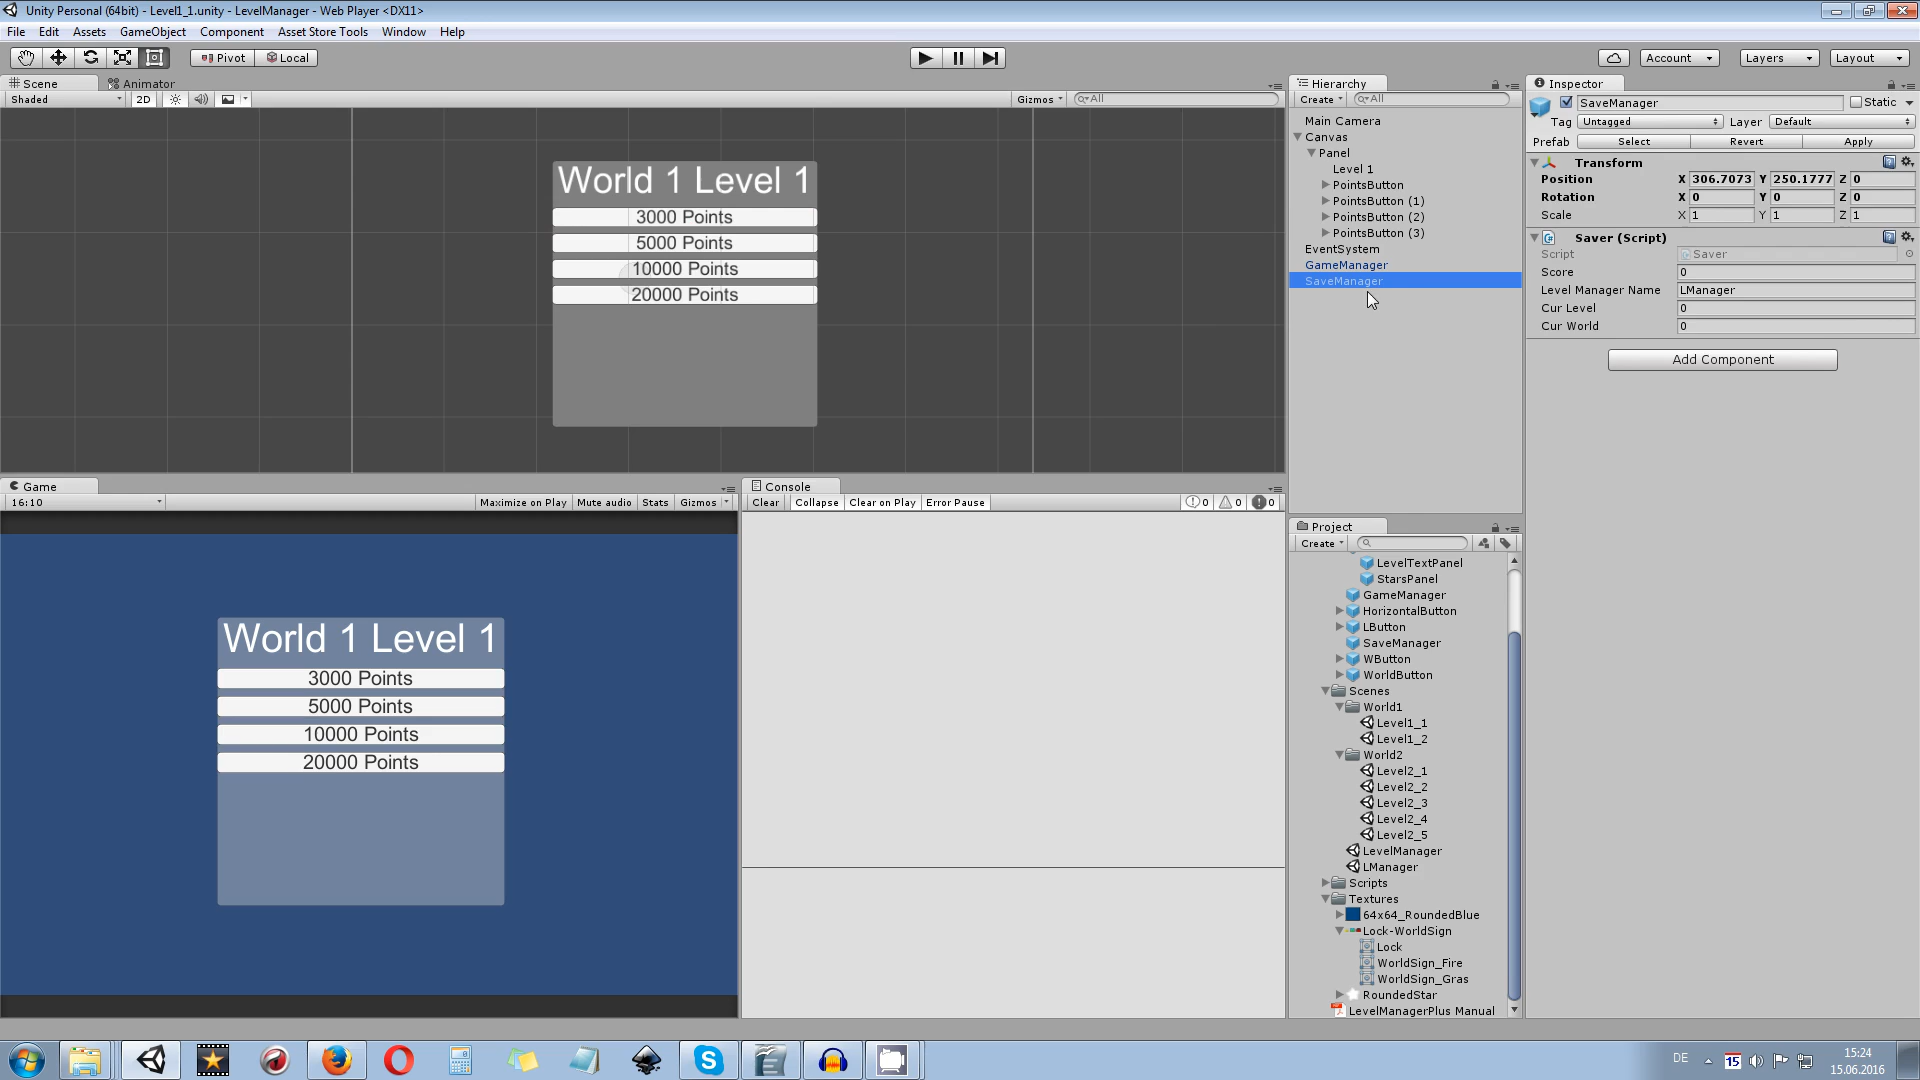 Unity Personal (64bit) - Level1_1.unity - LevelManager - Web Player <DX11>
File Edit Assets GameObject Component Asset Store Tools Window Help
Pivot Local Account Layers Layout
Scene Animator
Shaded 2D Gizmos All
World 1 Level 1
3000 Points
5000 Points
10000 Points
20000 Points
Game
16:10 Maximize on Play Mute audio Stats Gizmos
World 1 Level 1
3000 Points
5000 Points
10000 Points
20000 Points
Console
Clear Collapse Clear on Play Error Pause 0 0 0
Hierarchy
Create All
Main Camera
Canvas
Panel
Level 1
PointsButton
PointsButton (1)
PointsButton (2)
PointsButton (3)
EventSystem
GameManager
SaveManager
Project
Create
LevelTextPanel
StarsPanel
GameManager
HorizontalButton
LButton
SaveManager
WButton
WorldButton
Scenes
World1
Level1_1
Level1_2
World2
Level2_1
Level2_2
Level2_3
Level2_4
Level2_5
LevelManager
LManager
Scripts
Textures
64x64_RoundedBlue
Lock-WorldSign
Lock
WorldSign_Fire
WorldSign_Gras
RoundedStar
LevelManagerPlus Manual
Inspector
SaveManager Static
Tag Untagged Layer Default
Prefab Select Revert Apply
Transform
Position X 306.7073 Y 250.1777 Z 0
Rotation X 0 Y 0 Z 0
Scale X 1 Y 1 Z 1
Saver (Script)
Script Saver
Score 0
Level Manager Name LManager
Cur Level 0
Cur World 0
Add Component
DE 15 15:24
15.06.2016